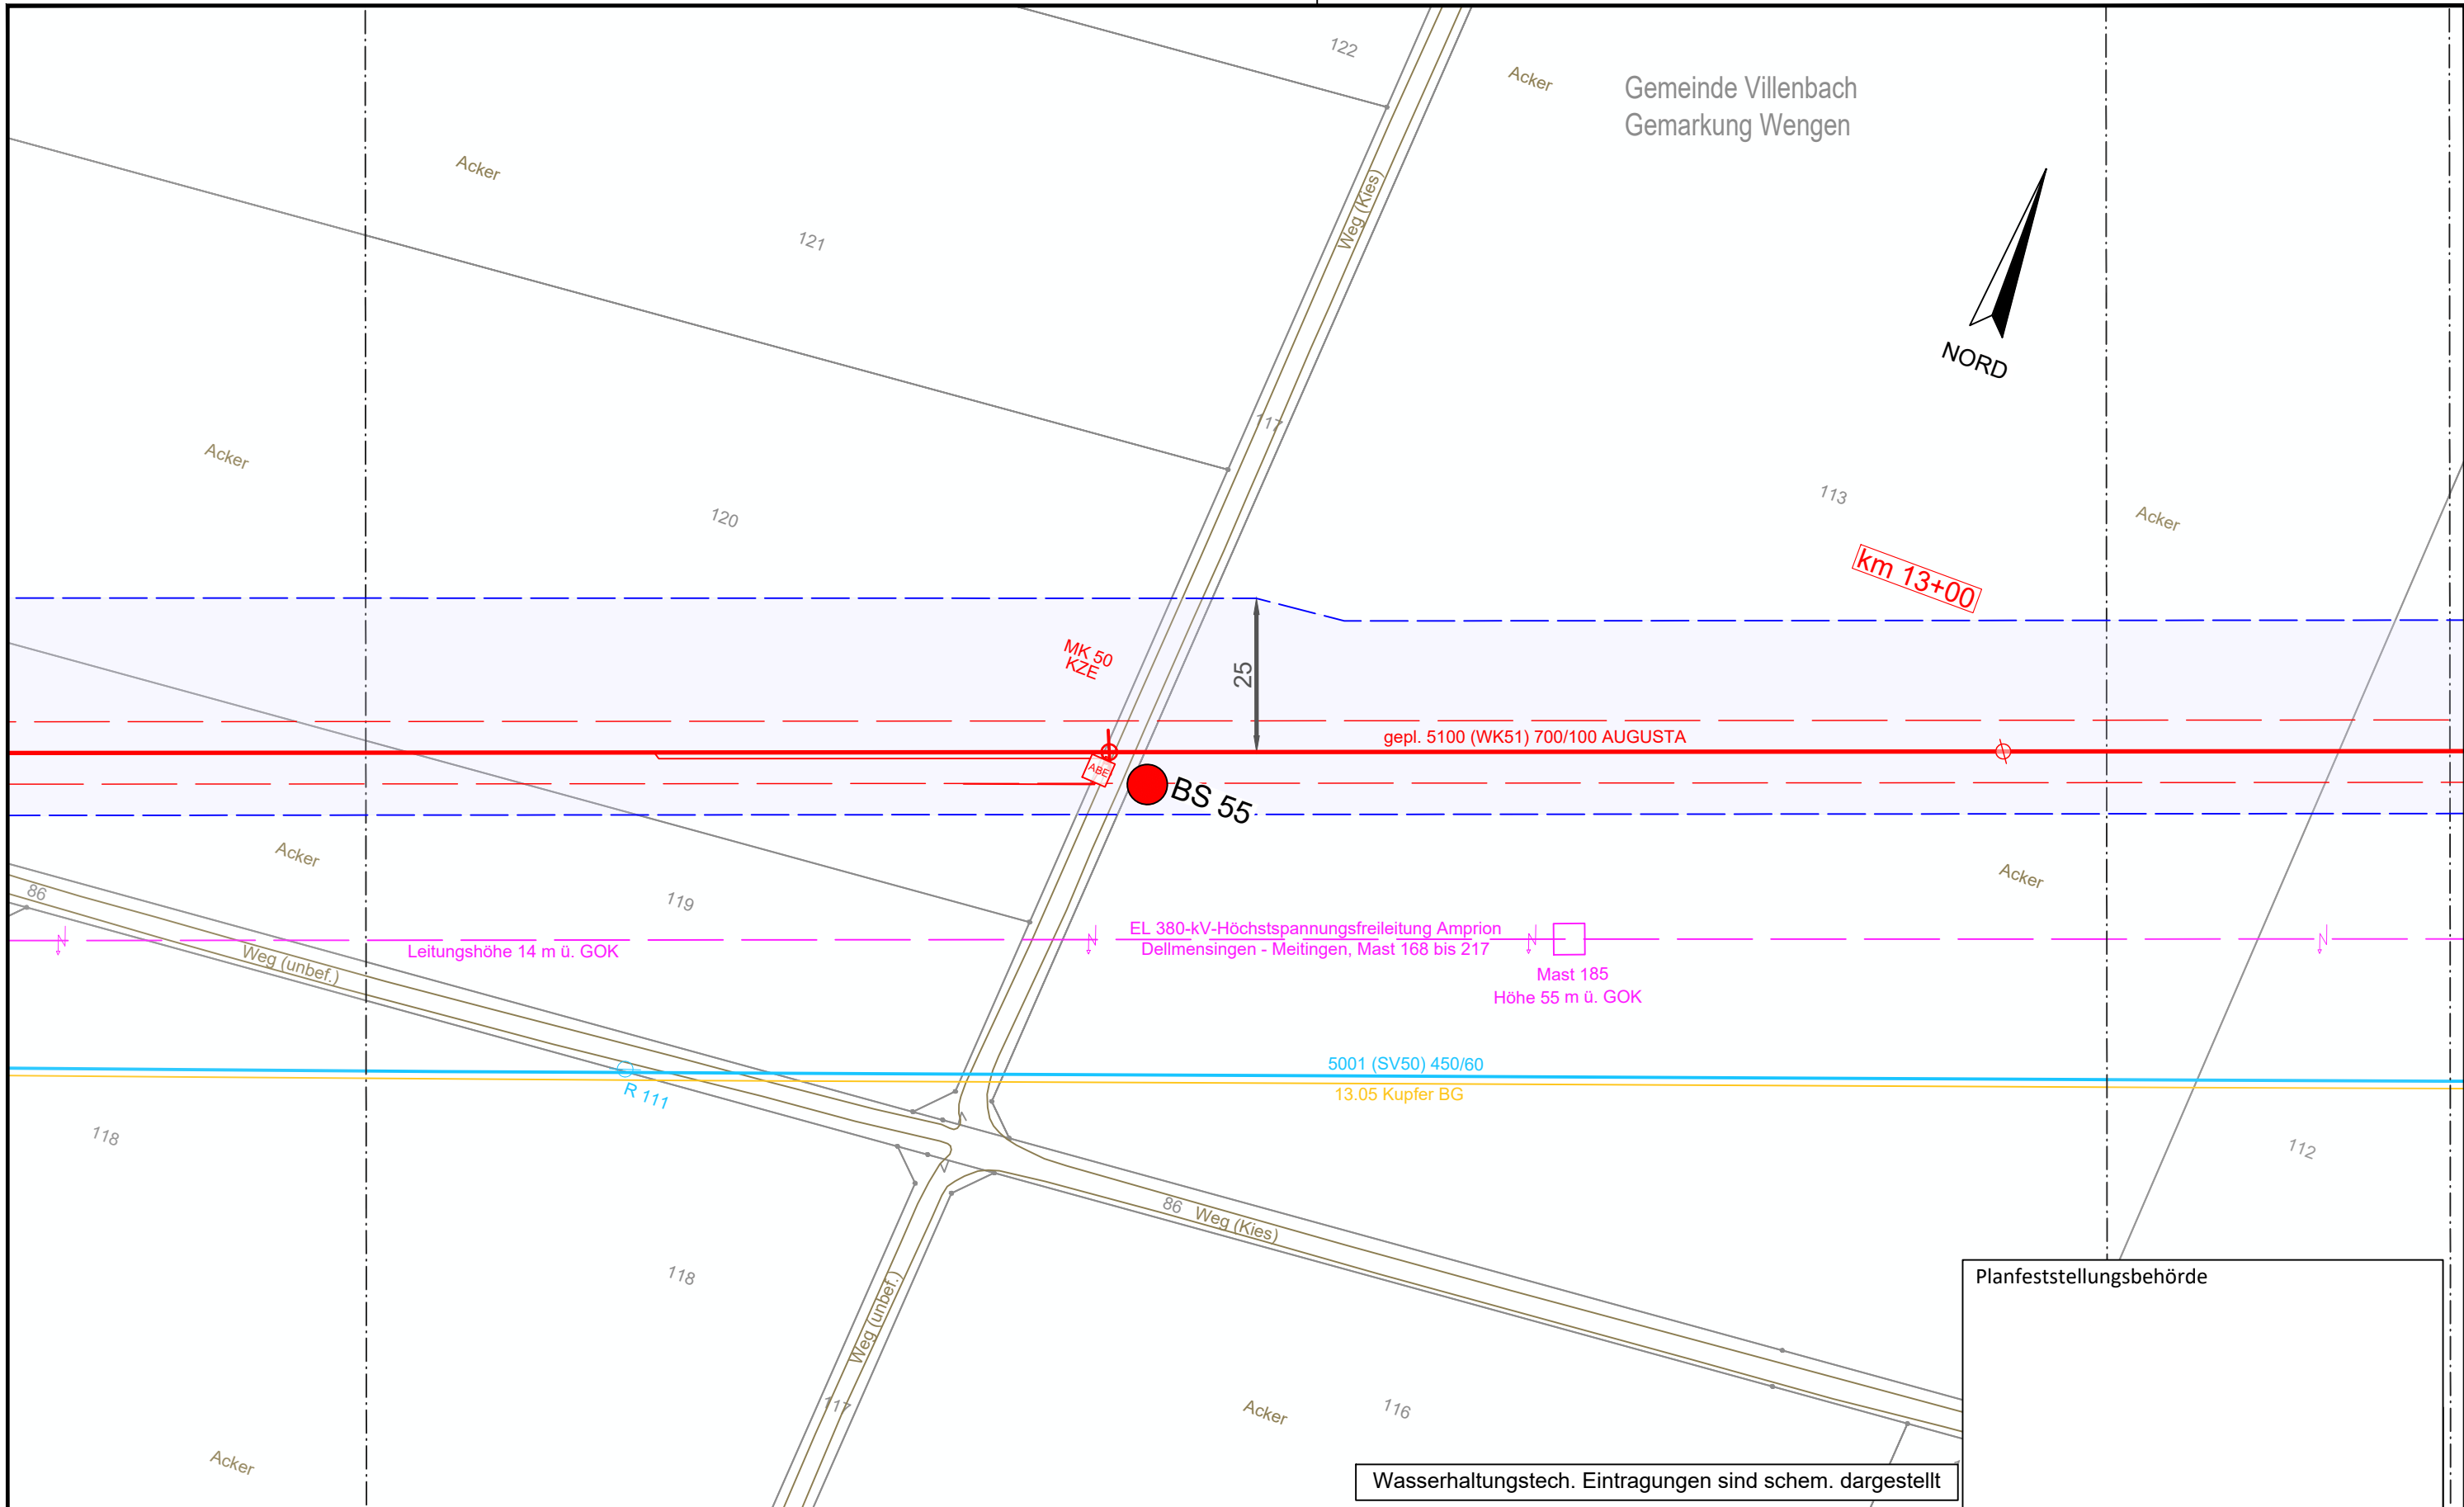 122
Acker
Gemeinde Villenbach
Gemarkung Wengen
Acker
Weg (Kies)
121
NORD
117
Acker
113
120
Acker
km 13+00
MK 50
KZE
25
gepl. 5100 (WK51) 700/100 AUGUSTA
ABE
BS 55
Acker
86
119
Acker
EL 380-kV-Höchstspannungsfreileitung Amprion
Dellmensingen - Meitingen, Mast 168 bis 217
Leitungshöhe 14 m ü. GOK
Weg (unbef.)
Mast 185
Höhe 55 m ü. GOK
5001 (SV50) 450/60
13.05 Kupfer BG
R 111
118
112
86
Weg (Kies)
118
Planfeststellungsbehörde
Weg (unbef.)
117
Acker
116
Acker
Wasserhaltungstech. Eintragungen sind schem. dargestellt